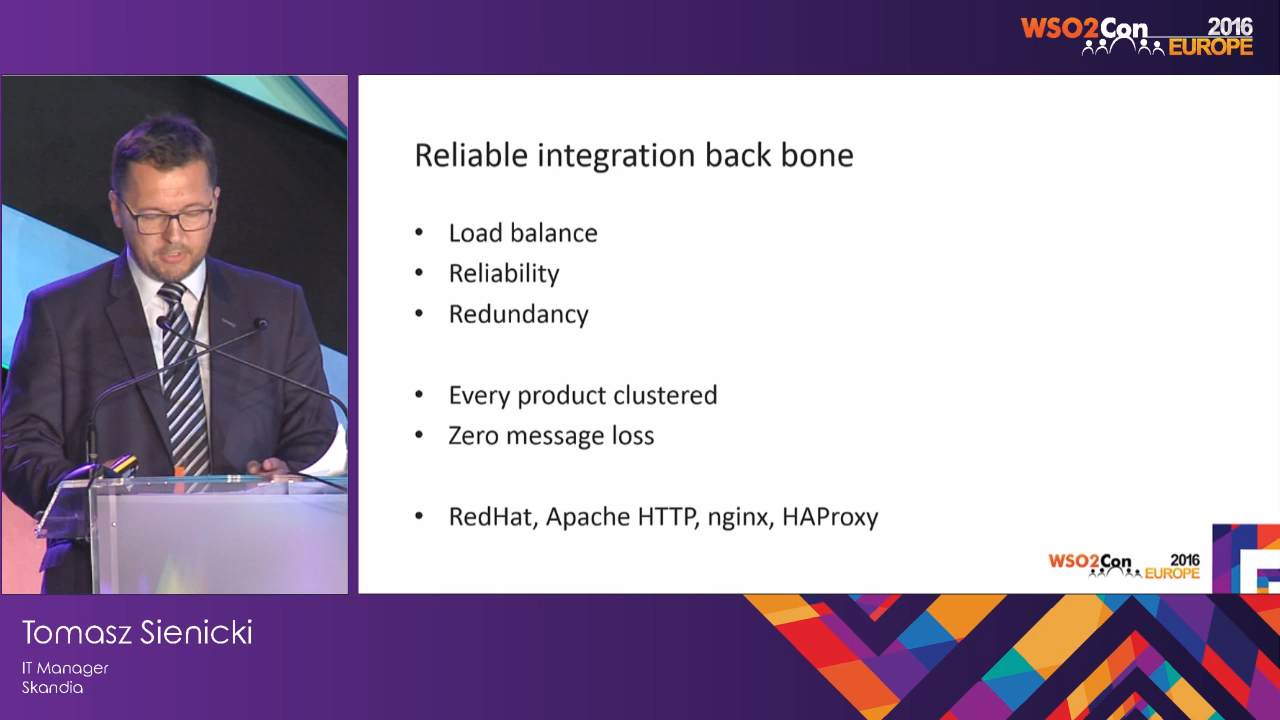 WSO2Con 2016
EUROPE
Reliable integration back bone
• Load balance
• Reliability
• Redundancy
• Every product clustered
• Zero message loss
• RedHat, Apache HTTP, nginx, HAProxy
WSO2Con 2016
EUROPE
Tomasz Sienicki
IT Manager
Skandia